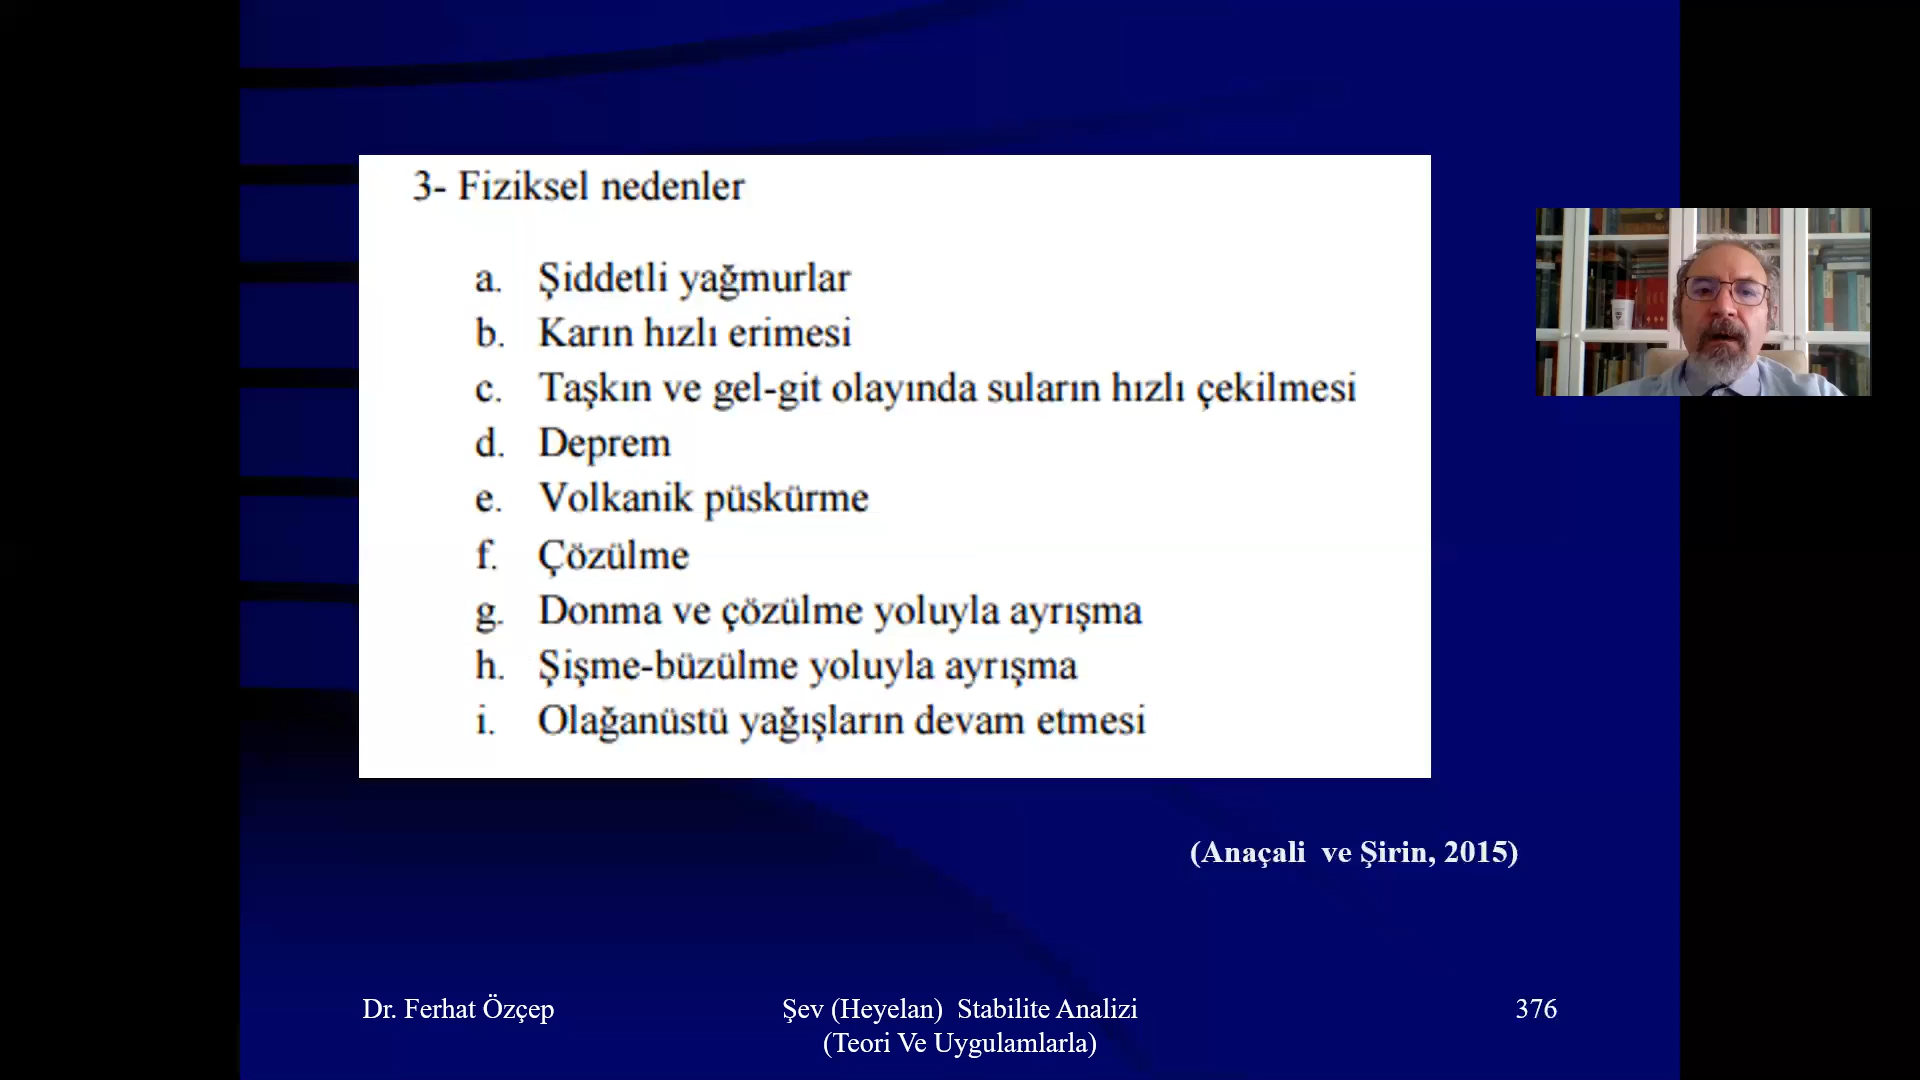 3- Fiziksel nedenler
a. Şiddetli yağmurlar
b. Karın hızlı erimesi
c. Taşkın ve gel-git olayında suların hızlı çekilmesi
d. Deprem
e. Volkanik püskürme
f. Çözülme
g. Donma ve çözülme yoluyla ayrışma
h. Şişme-büzülme yoluyla ayrışma
i. Olağanüstü yağışların devam etmesi
(Anaçali ve Şirin, 2015)
Dr. Ferhat Özçep
Şev (Heyelan) Stabilite Analizi
(Teori Ve Uygulamlarla)
376